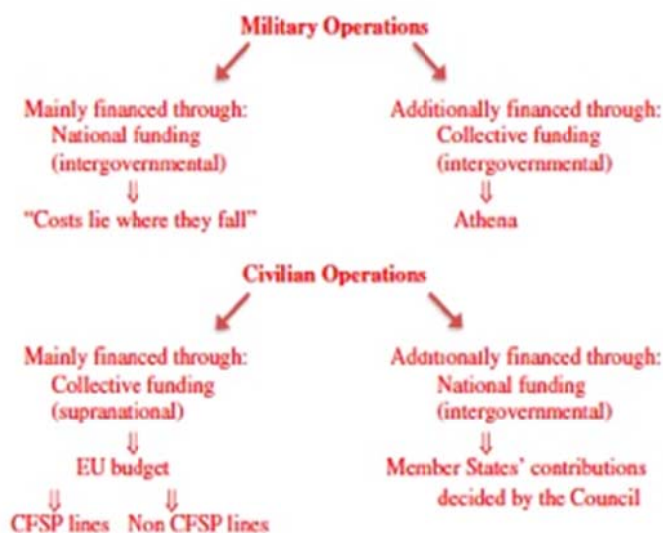 Military Operations
Mainly financed through: Additionally financed through:
National funding Collective funding
(intergovernmental) (intergovernmental)
"Costs lie where they fall" Athena
Civilian Operations
Mainly financed through: Additionally financed through:
Collective funding National funding
(supranational) (intergovernmental)
EU budget Member States' contributions
decided by the Council
CFSP lines Non CFSP lines